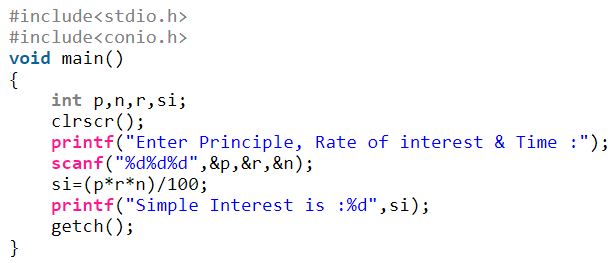 #include<stdio.h>
#include<conio.h>
void main()
{
    int p,n,r,si;
    clrscr();
    printf("Enter Principle, Rate of interest & Time :");
    scanf("%d%d%d",&p,&r,&n);
    si=(p*r*n)/100;
    printf("Simple Interest is :%d",si);
    getch();
}